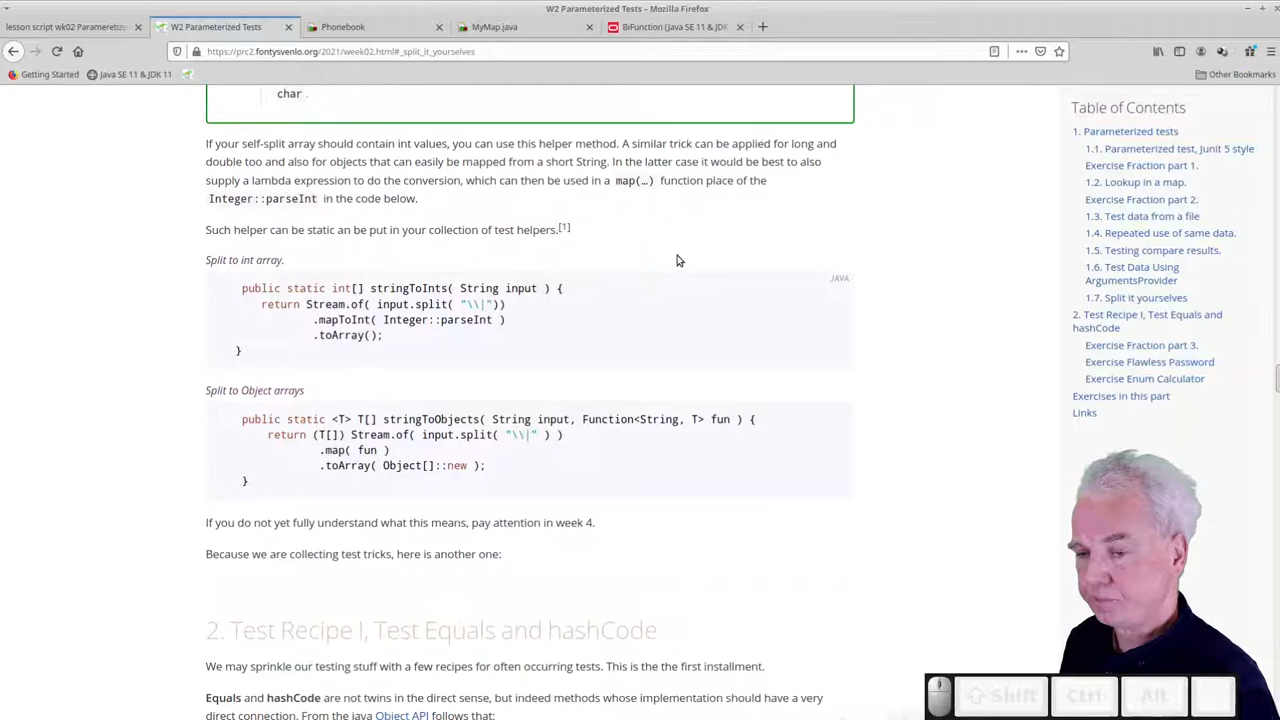 W2 Parameterized Tests - Mozilla Firefox
lesson script wk02 Parameretiz
W2 Parameterized Tests
Phonebook
MyMap.java
BiFunction (Java SE 11 & JDK
https://prc2.fontysvenlo.org/2021/week02.html#_split_it_yourselves
Getting Started
Java SE 11 & JDK 11
Other Bookmarks
char.
If your self-split array should contain int values, you can use this helper method. A similar trick can be applied for long and
double too and also for objects that can easily be mapped from a short String. In the latter case it would be best to also
supply a lambda expression to do the conversion, which can then be used in a map(…) function place of the
Integer::parseInt in the code below.
Such helper can be static an be put in your collection of test helpers.[1]
Split to int array.
JAVA
public static int[] stringToInts( String input ) {
return Stream.of( input.split( "\\|"))
.mapToInt( Integer::parseInt )
.toArray();
}
Split to Object arrays
public static <T> T[] stringToObjects( String input, Function<String, T> fun ) {
return (T[]) Stream.of( input.split( "\\|" ) )
.map( fun )
.toArray( Object[]::new );
}
If you do not yet fully understand what this means, pay attention in week 4.
Because we are collecting test tricks, here is another one:
2. Test Recipe I, Test Equals and hashCode
We may sprinkle our testing stuff with a few recipes for often occurring tests. This is the the first installment.
Equals and hashCode are not twins in the direct sense, but indeed methods whose implementation should have a very
direct connection. From the java Object API follows that:
Table of Contents
1. Parameterized tests
1.1. Parameterized test, Junit 5 style
Exercise Fraction part 1.
1.2. Lookup in a map.
Exercise Fraction part 2.
1.3. Test data from a file
1.4. Repeated use of same data.
1.5. Testing compare results.
1.6. Test Data Using
ArgumentsProvider
1.7. Split it yourselves
2. Test Recipe I, Test Equals and
hashCode
Exercise Fraction part 3.
Exercise Flawless Password
Exercise Enum Calculator
Exercises in this part
Links
Shift
Ctrl
Alt